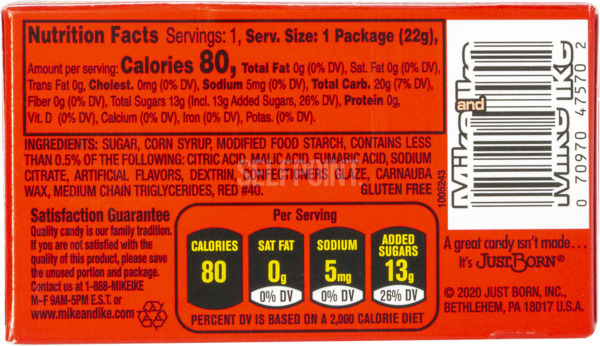 Nutrition Facts Servings: 1, Serv. Size: 1 Package (22g),
Amount per serving: Calories 80, Total Fat 0g (0% DV), Sat. Fat 0g (0% DV),
Trans Fat 0g, Cholest. 0mg (0% DV), Sodium 5mg (0% DV), Total Carb. 20g (7% DV),
Fiber 0g (0% DV), Total Sugars 13g (Incl. 13g Added Sugars, 26% DV), Protein 0g,
Vit. D (0% DV), Calcium (0% DV), Iron (0% DV), Potas. (0% DV).
INGREDIENTS: SUGAR, CORN SYRUP, MODIFIED FOOD STARCH, CONTAINS LESS
THAN 0.5% OF THE FOLLOWING: CITRIC ACID, MALIC ACID, FUMARIC ACID, SODIUM
CITRATE, ARTIFICIAL FLAVORS, DEXTRIN, CONFECTIONERS GLAZE, CARNAUBA
WAX, MEDIUM CHAIN TRIGLYCERIDES, RED #40. GLUTEN FREE
SELFPOINT.
1005243
Mike
and
IKE
0 70970 47570 2
Satisfaction Guarantee
Quality candy is our family tradition.
If you are not satisfied with the
quality of this product, please save
the unused portion and package.
Contact us at 1-888-MIKEIKE
M-F 9AM-5PM E.S.T. or
www.mikeandike.com
Per Serving
CALORIES
80
SAT FAT
0g
0% DV
SODIUM
5mg
0% DV
ADDED
SUGARS
13g
26% DV
PERCENT DV IS BASED ON A 2,000 CALORIE DIET
A great candy isn't made...
It's JUST BORN®
© 2020 JUST BORN, INC.,
BETHLEHEM, PA 18017 U.S.A.